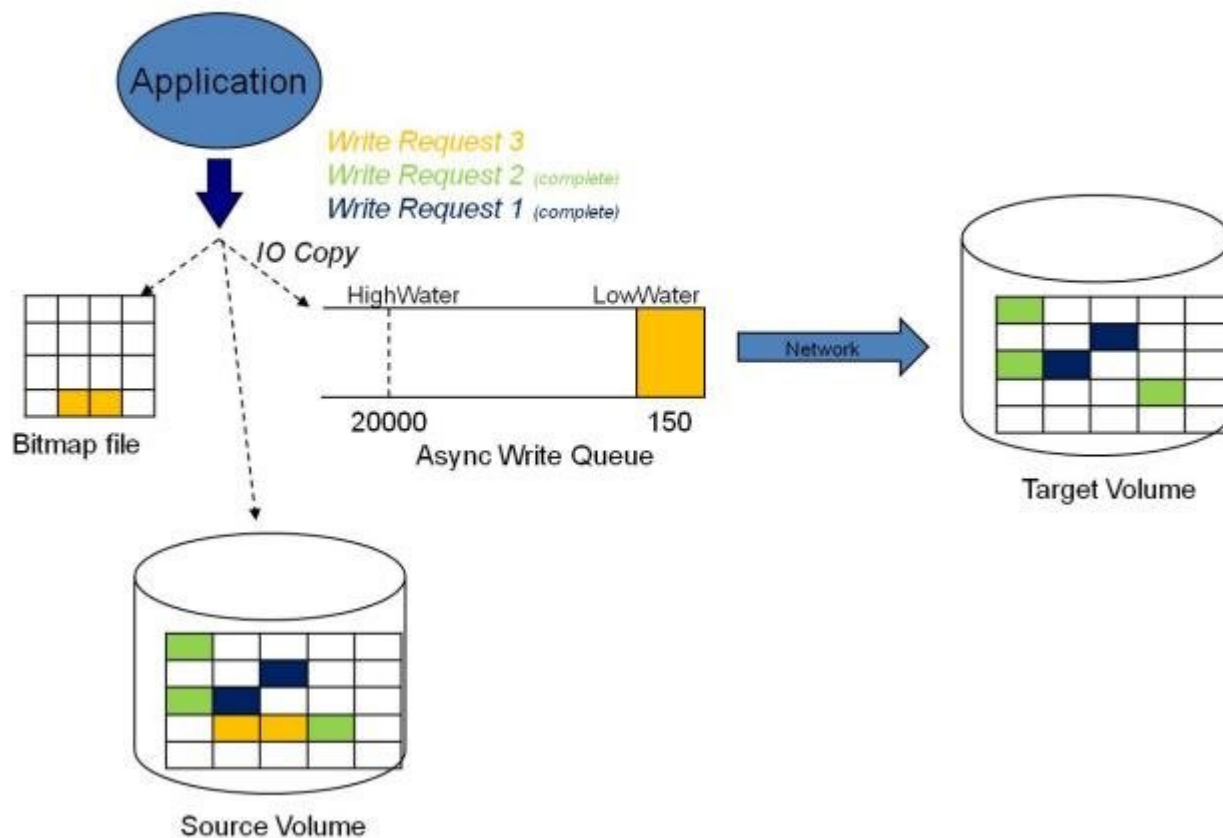 Application
Write Request 3
Write Request 2 (complete)
Write Request 1 (complete)
IO Copy
HighWater
LowWater
Network
20000
150
Bitmap file
Async Write Queue
Target Volume
Source Volume